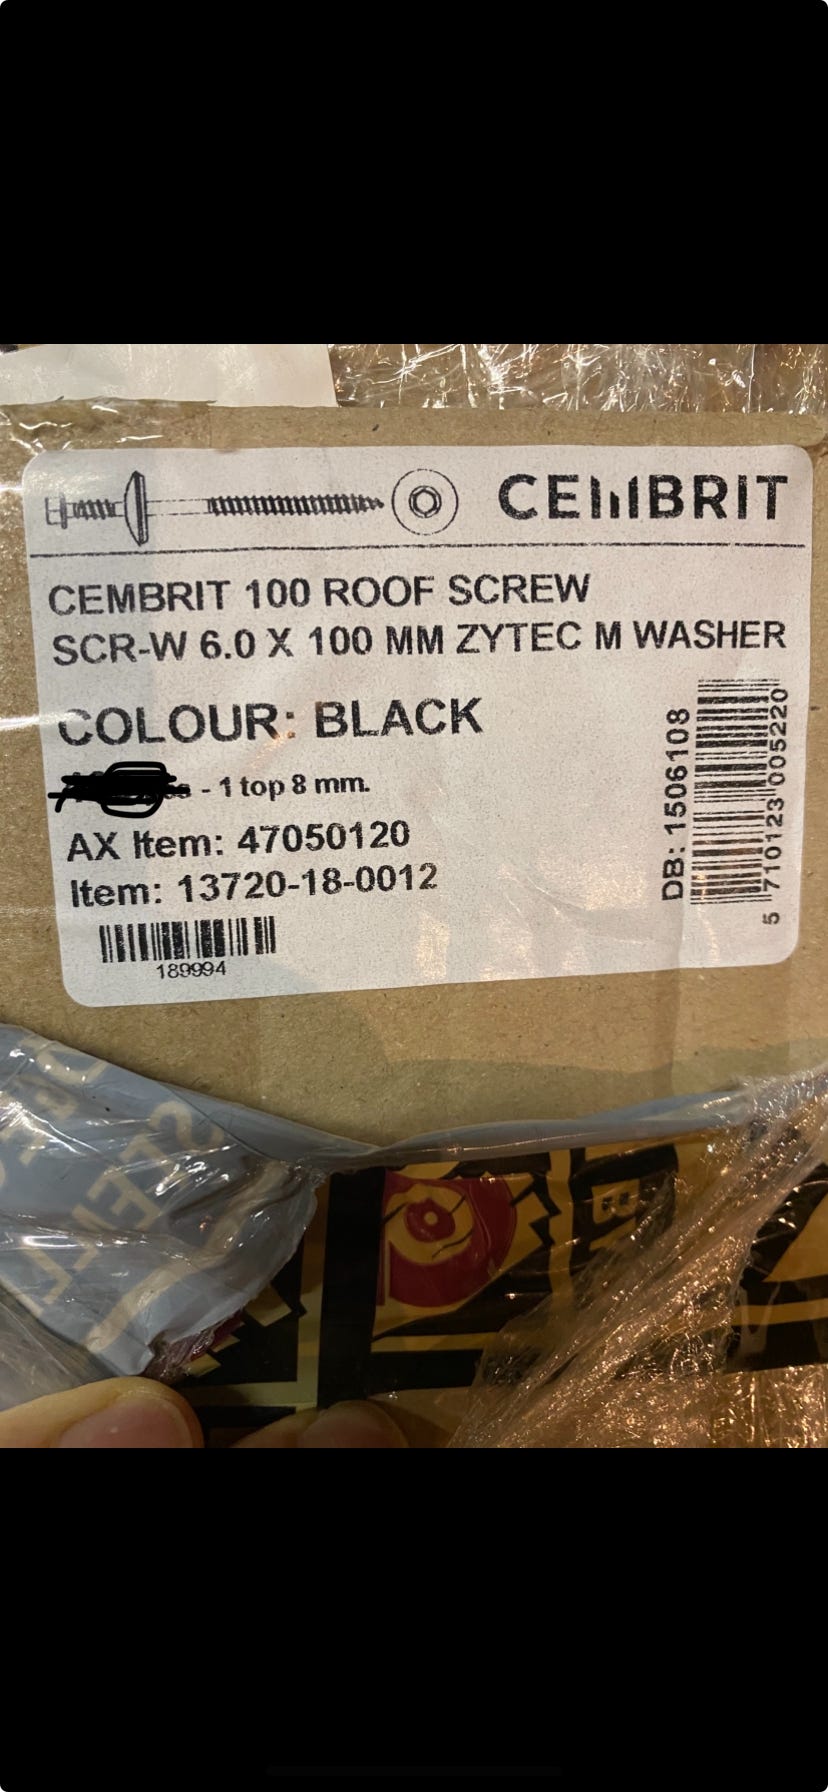 CEMBRIT
CEMBRIT 100 ROOF SCREW
SCR-W 6.0 X 100 MM ZYTEC M WASHER
COLOUR: BLACK
- 1 top 8 mm.
AX Item: 47050120
Item: 13720-18-0012
189994
DB: 1506108
5 710123 005220